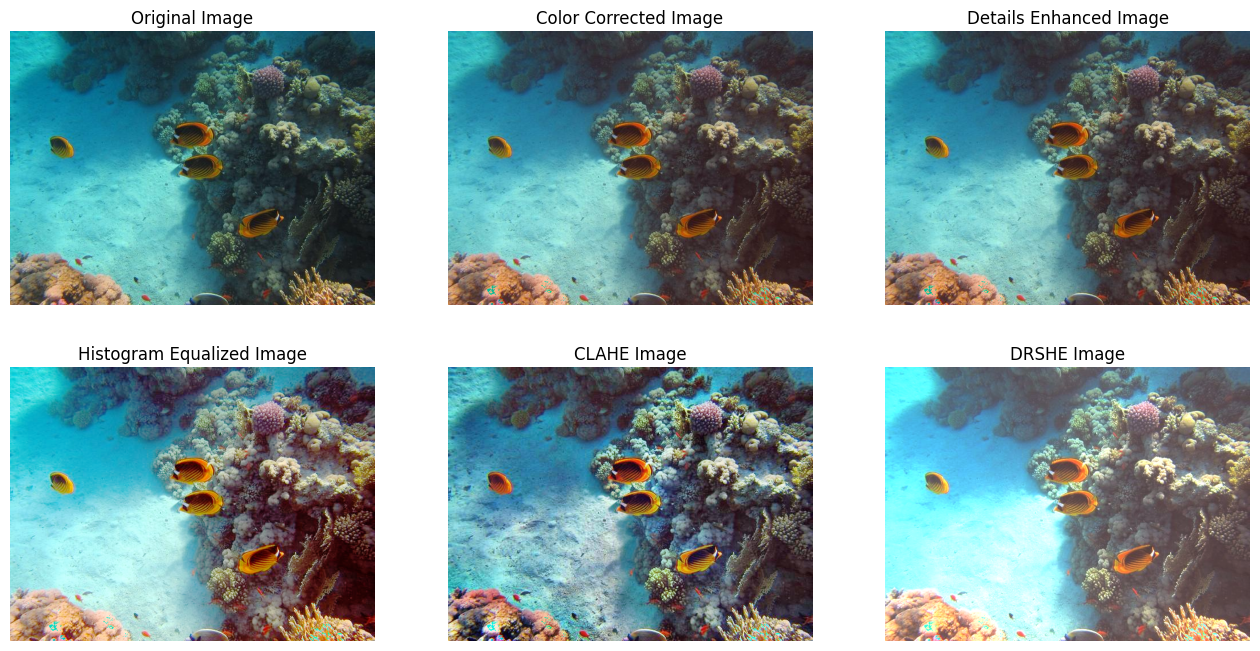 Original Image
Color Corrected Image
Details Enhanced Image
Histogram Equalized Image
CLAHE Image
DRSHE Image